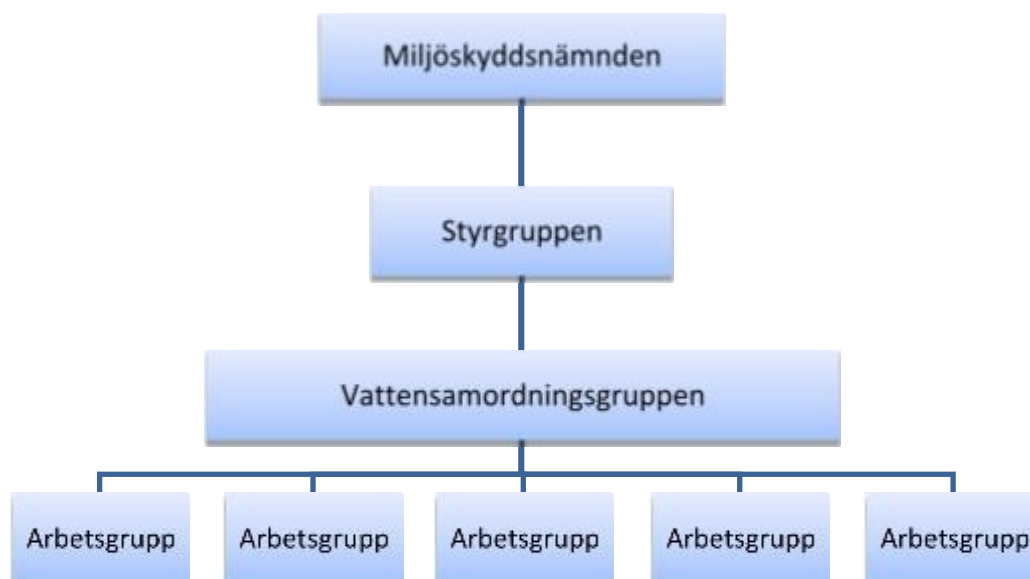 Miljöskyddsnämnden
Styrgruppen
Vattensamordningsgruppen
Arbetsgrupp Arbetsgrupp Arbetsgrupp Arbetsgrupp Arbetsgrupp